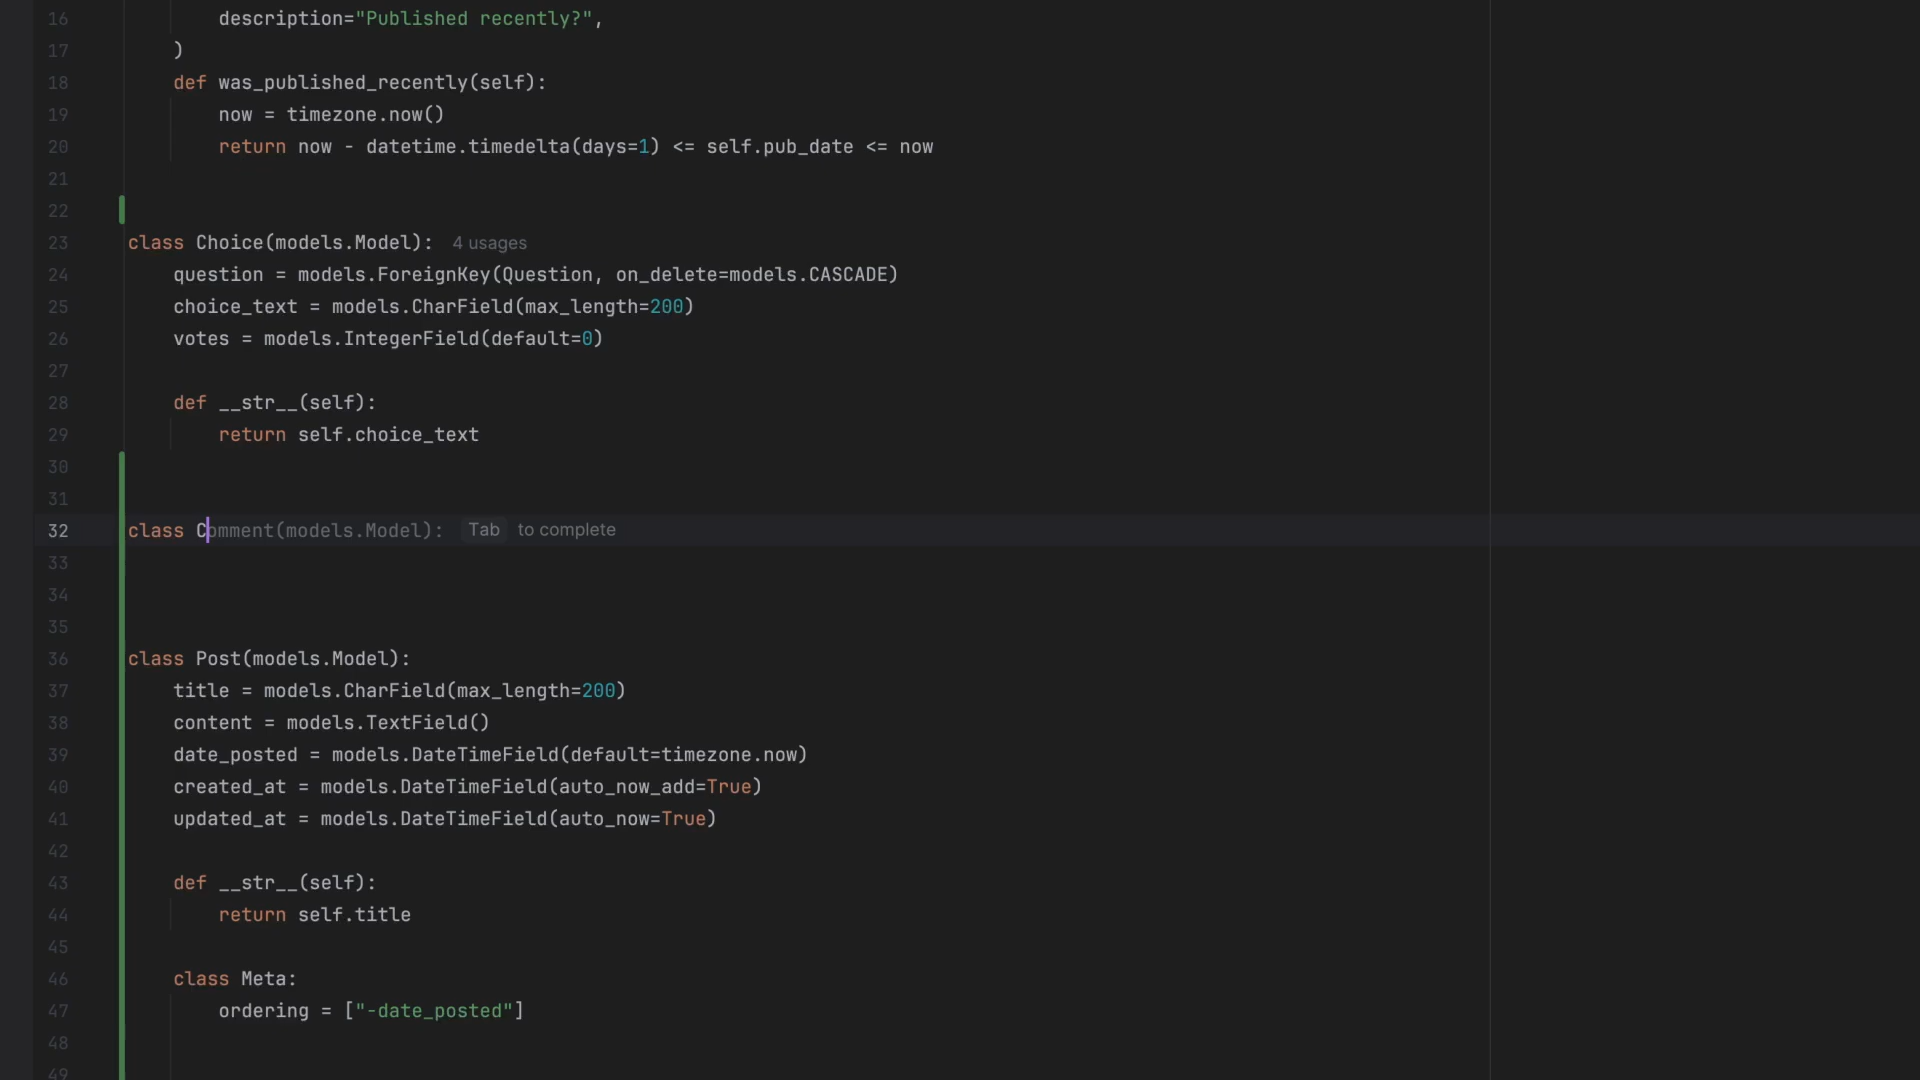 16 description="Published recently?",
17 )
18 def was_published_recently(self):
19 now = timezone.now()
20 return now - datetime.timedelta(days=1) <= self.pub_date <= now
21
22
23 class Choice(models.Model): 4 usages
24 question = models.ForeignKey(Question, on_delete=models.CASCADE)
25 choice_text = models.CharField(max_length=200)
26 votes = models.IntegerField(default=0)
27
28 def __str__(self):
29 return self.choice_text
30
31
32 class Comment(models.Model): Tab to complete
33
34
35
36 class Post(models.Model):
37 title = models.CharField(max_length=200)
38 content = models.TextField()
39 date_posted = models.DateTimeField(default=timezone.now)
40 created_at = models.DateTimeField(auto_now_add=True)
41 updated_at = models.DateTimeField(auto_now=True)
42
43 def __str__(self):
44 return self.title
45
46 class Meta:
47 ordering = ["-date_posted"]
48
49